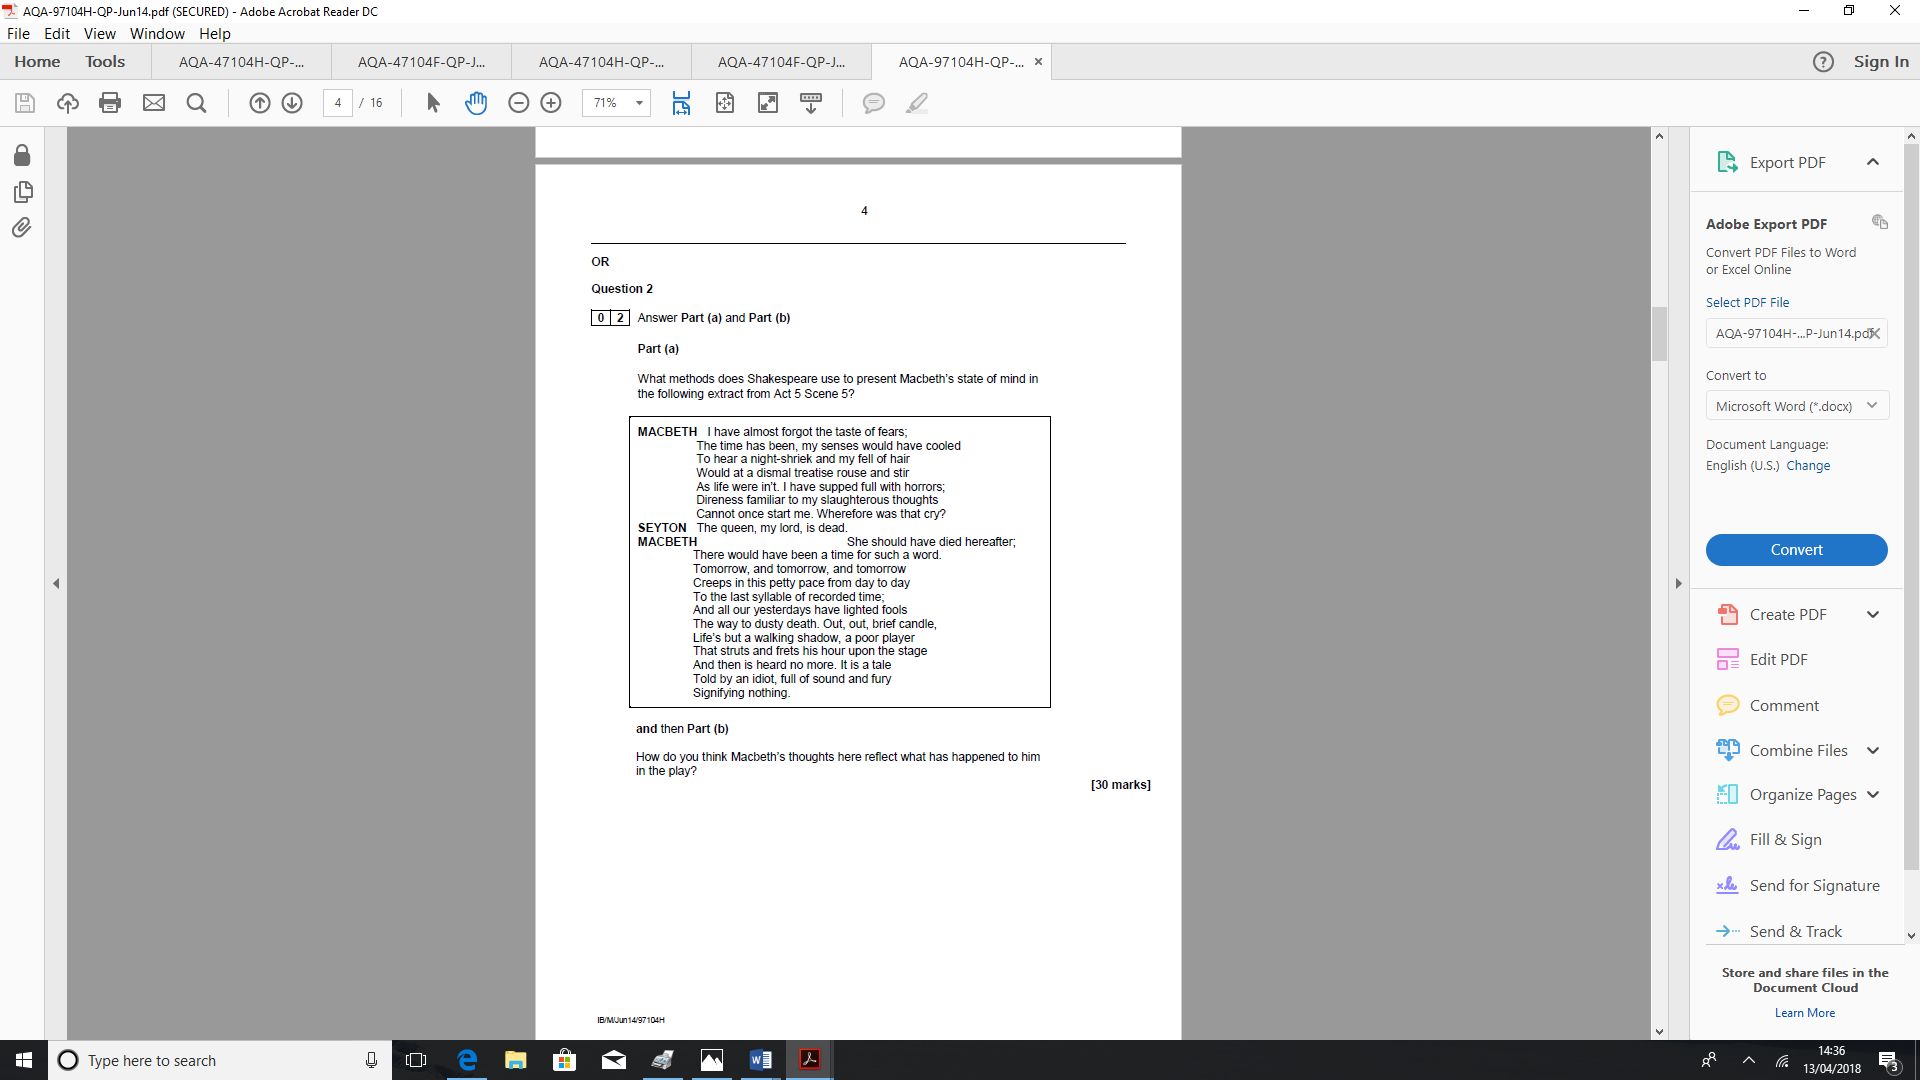 AQA-97104H-QP-Jun14.pdf (SECURED) - Adobe Acrobat Reader DC
File Edit View Window Help
Home Tools AQA-47104H-QP-... AQA-47104F-QP-J... AQA-47104H-QP-... AQA-47104F-QP-J... AQA-97104H-QP-... Sign In
4 / 16 71%
4
OR
Question 2
0 2 Answer Part (a) and Part (b)
Part (a)
What methods does Shakespeare use to present Macbeth's state of mind in
the following extract from Act 5 Scene 5?
MACBETH I have almost forgot the taste of fears;
The time has been, my senses would have cooled
To hear a night-shriek and my fell of hair
Would at a dismal treatise rouse and stir
As life were in't. I have supped full with horrors;
Direness familiar to my slaughterous thoughts
Cannot once start me. Wherefore was that cry?
SEYTON The queen, my lord, is dead.
MACBETH She should have died hereafter;
There would have been a time for such a word.
Tomorrow, and tomorrow, and tomorrow
Creeps in this petty pace from day to day
To the last syllable of recorded time;
And all our yesterdays have lighted fools
The way to dusty death. Out, out, brief candle,
Life's but a walking shadow, a poor player
That struts and frets his hour upon the stage
And then is heard no more. It is a tale
Told by an idiot, full of sound and fury
Signifying nothing.
and then Part (b)
How do you think Macbeth's thoughts here reflect what has happened to him
in the play?
[30 marks]
IB/M/Jun14/97104H
Export PDF
Adobe Export PDF
Convert PDF Files to Word
or Excel Online
Select PDF File
AQA-97104H-...P-Jun14.pdf
Convert to
Microsoft Word (*.docx)
Document Language:
English (U.S.) Change
Convert
Create PDF
Edit PDF
Comment
Combine Files
Organize Pages
Fill & Sign
Send for Signature
Send & Track
Store and share files in the
Document Cloud
Learn More
Type here to search
14:36
13/04/2018
3